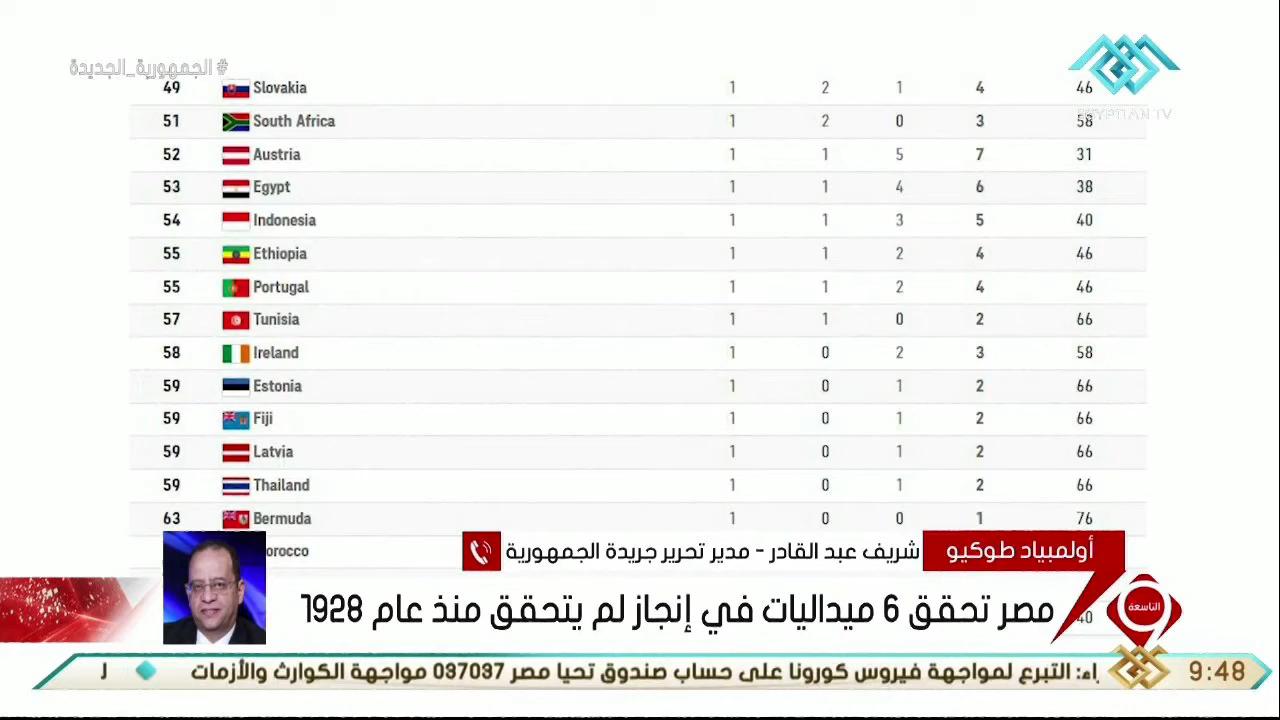 #الجمهورية_الجديدة
EGYPTIAN TV
49 Slovakia 1 2 1 4 46
51 South Africa 1 2 0 3 58
52 Austria 1 1 5 7 31
53 Egypt 1 1 4 6 38
54 Indonesia 1 1 3 5 40
55 Ethiopia 1 1 2 4 46
55 Portugal 1 1 2 4 46
57 Tunisia 1 1 0 2 66
58 Ireland 1 0 2 3 58
59 Estonia 1 0 1 2 66
59 Fiji 1 0 1 2 66
59 Latvia 1 0 1 2 66
59 Thailand 1 0 1 2 66
63 Bermuda 1 0 0 1 76
orocco
أولمبياد طوكيو
شريف عبد القادر - مدير تحرير جريدة الجمهورية
مصر تحقق 6 ميداليات في إنجاز لم يتحقق منذ عام 1928
التاسعة
40
اء: التبرع لمواجهة فيروس كورونا على حساب صندوق تحيا مصر 037037 مواجهة الكوارث والأزمات
9:48